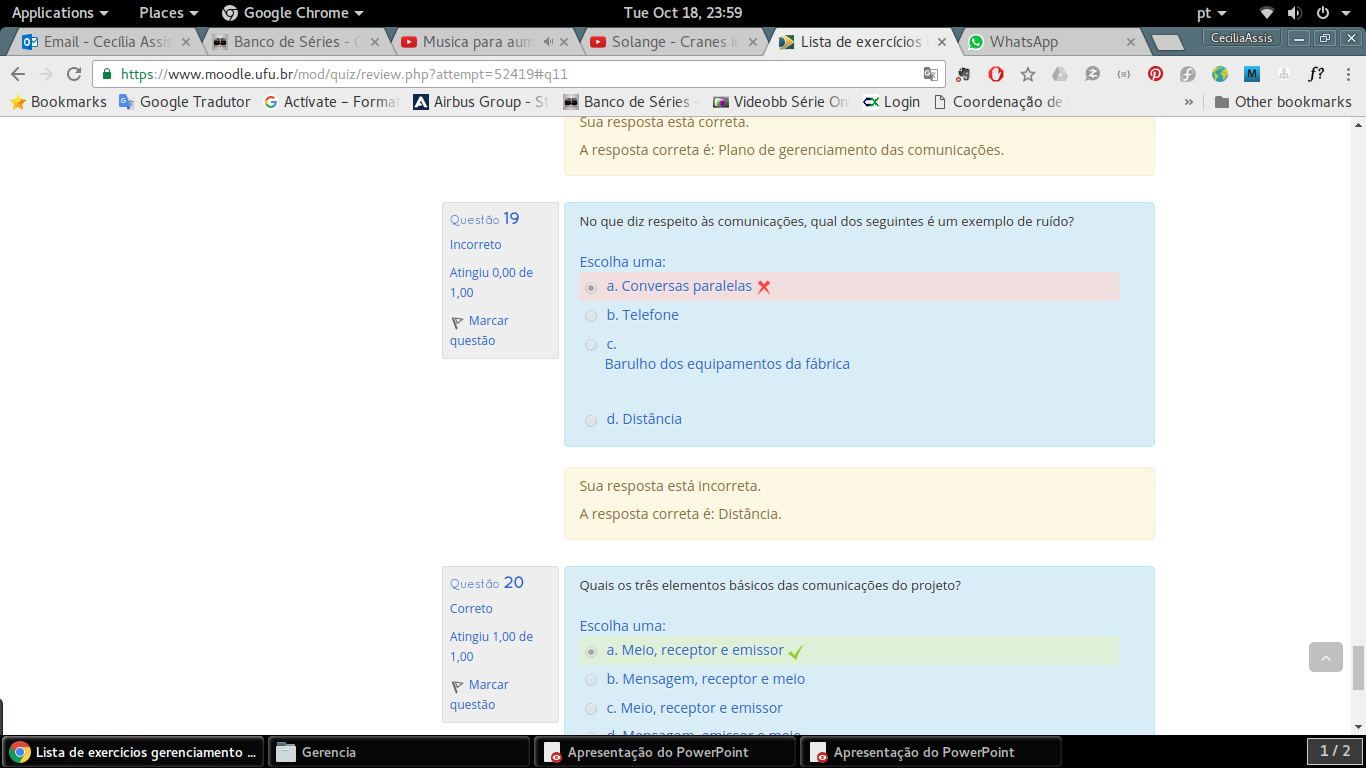 Applications Places Google Chrome Tue Oct 18, 23:59 pt
Email - Cecília Assis Banco de Séries - Musica para aum Solange - Cranes in Lista de exercícios WhatsApp CecíliaAssis
https://www.moodle.ufu.br/mod/quiz/review.php?attempt=52419#q11
Bookmarks Google Tradutor Actívate – Format Airbus Group - St Banco de Séries - Videobb Série On Login Coordenação de » Other bookmarks
Sua resposta está correta.
A resposta correta é: Plano de gerenciamento das comunicações.
Questão 19
Incorreto
Atingiu 0,00 de
1,00
Marcar
questão
No que diz respeito às comunicações, qual dos seguintes é um exemplo de ruído?
Escolha uma:
a. Conversas paralelas
b. Telefone
c.
Barulho dos equipamentos da fábrica
d. Distância
Sua resposta está incorreta.
A resposta correta é: Distância.
Questão 20
Correto
Atingiu 1,00 de
1,00
Marcar
questão
Quais os três elementos básicos das comunicações do projeto?
Escolha uma:
a. Meio, receptor e emissor
b. Mensagem, receptor e meio
c. Meio, receptor e emissor
d. Mensagem, emissor e meio
Lista de exercícios gerenciamento ... Gerencia Apresentação do PowerPoint Apresentação do PowerPoint 1 / 2